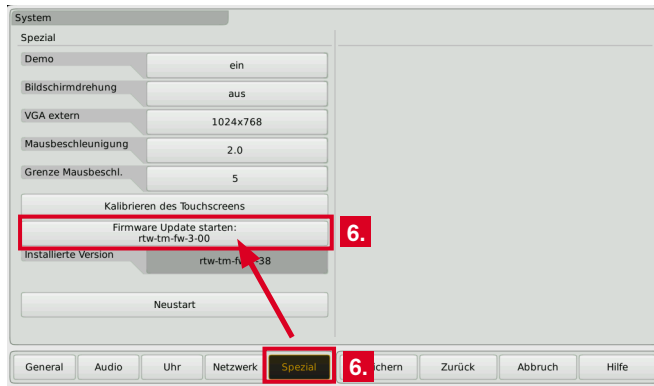 System
Spezial
Demo
ein
Bildschirmdrehung
aus
VGA extern
1024x768
Mausbeschleunigung
2.0
Grenze Mausbeschl.
5
Kalibrieren des Touchscreens
Firmware Update starten:
rtw-tm-fw-3-00
6.
Installierte Version
Neustart
General Audio Uhr Netzwerk Spezial 6. Zurück Abbruch Hilfe